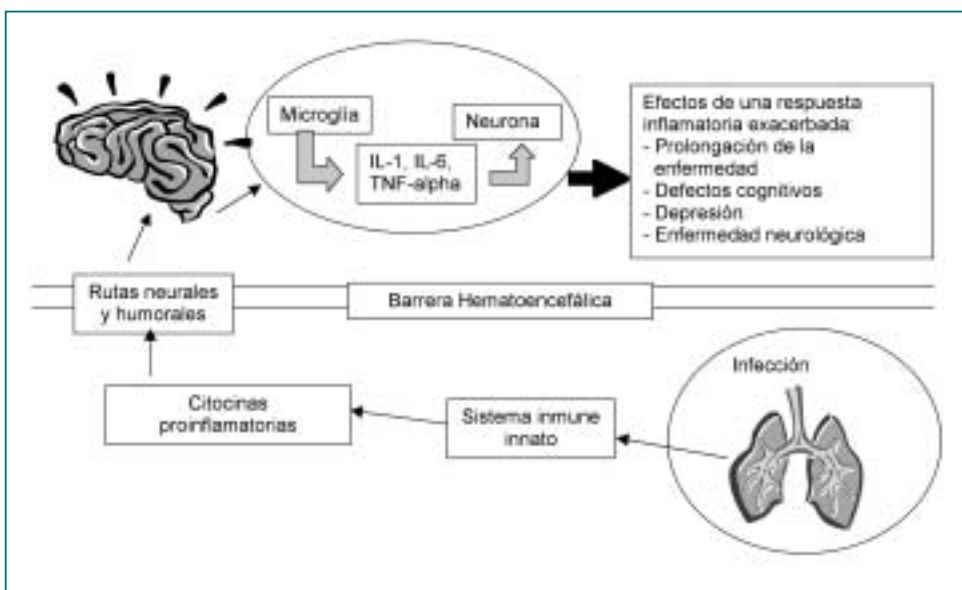 Microglía
Neurona
IL-1, IL-6,
TNF-alpha
Efectos de una respuesta
inflamatoria exacerbada:
- Prolongación de la
enfermedad
- Defectos cognitivos
- Depresión
- Enfermedad neurológica
Rutas neurales
y humorales
Barrera Hematoencefálica
Infección
Citocinas
proinflamatorias
Sistema inmune
innato